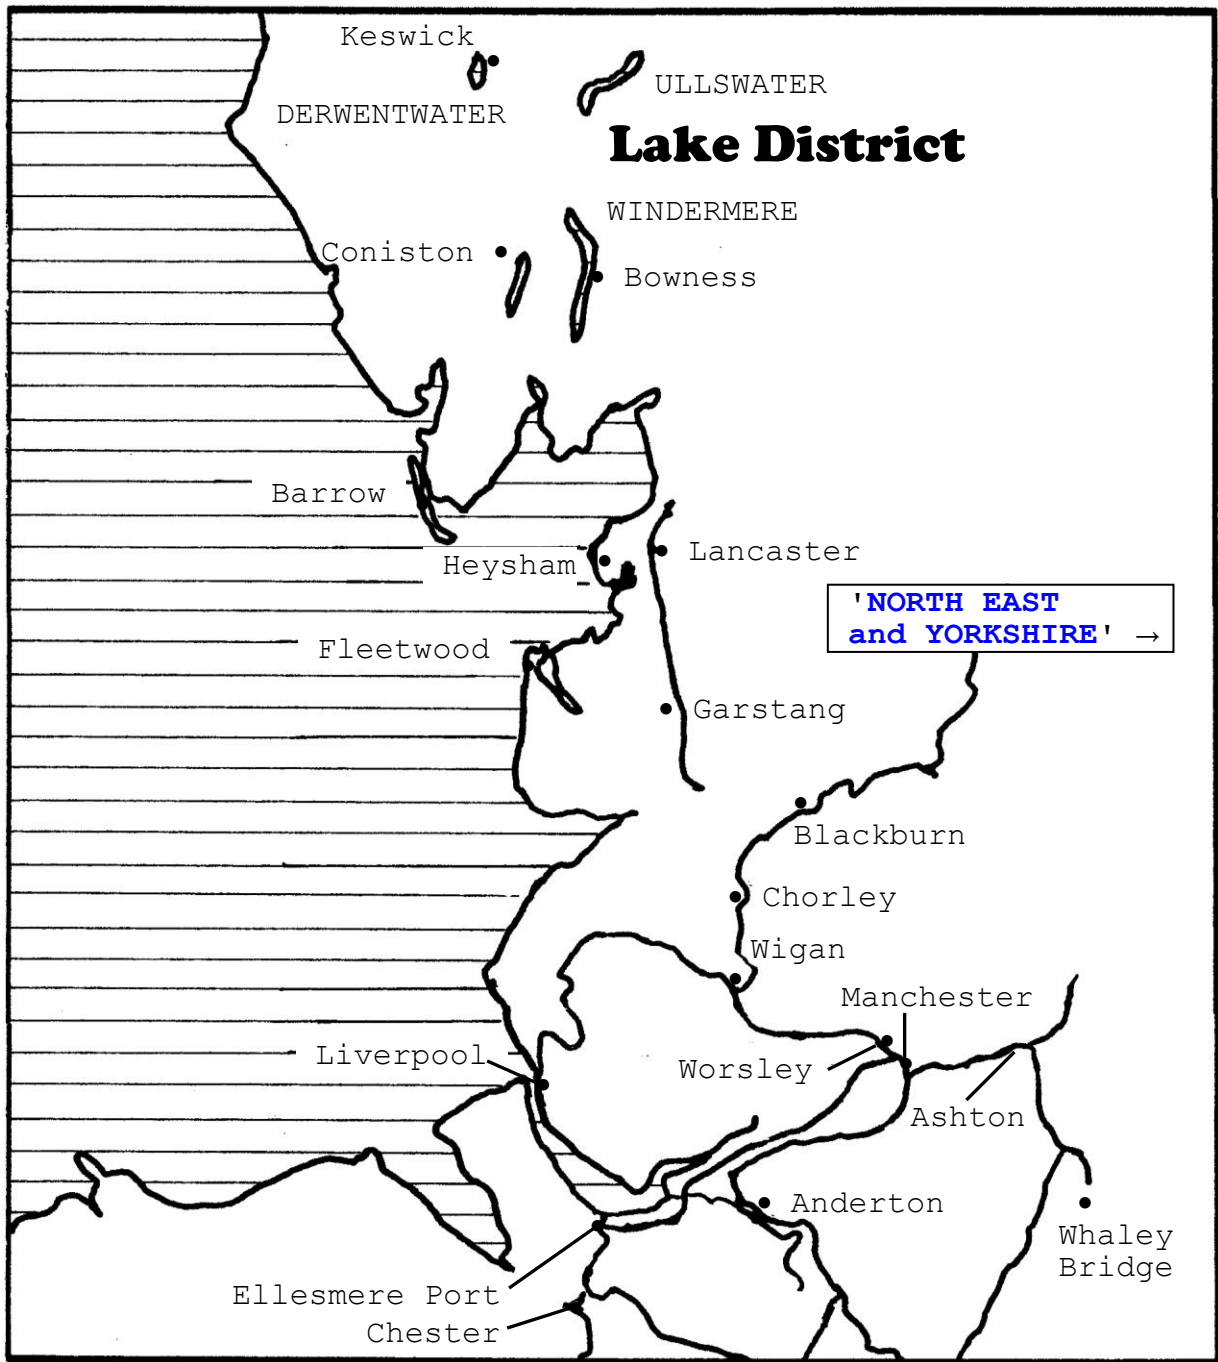 Keswick
ULLSWATER
DERWENTWATER
Lake District
WINDERMERE
Coniston
Bowness
Barrow
Lancaster
Heysham
'NORTH EAST
and YORKSHIRE' →
Fleetwood
Garstang
Blackburn
Chorley
Wigan
Manchester
Liverpool
Worsley
Ashton
Anderton
Whaley
Bridge
Ellesmere Port
Chester